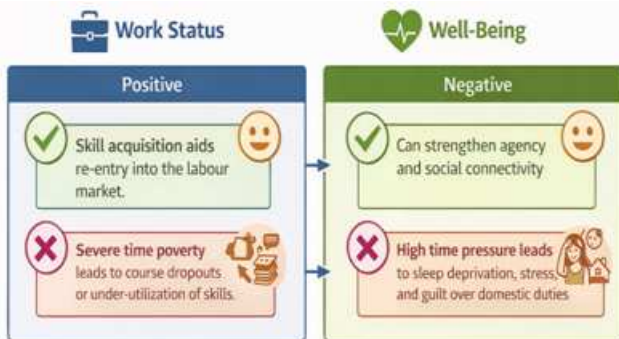 Work Status
Well-Being
Positive
Negative
Skill acquisition aids
re-entry into the labour
market.
Can strengthen agency
and social connectivity
Severe time poverty
leads to course dropouts
or under-utilization of skills.
High time pressure leads
to sleep deprivation, stress,
and guilt over domestic duties